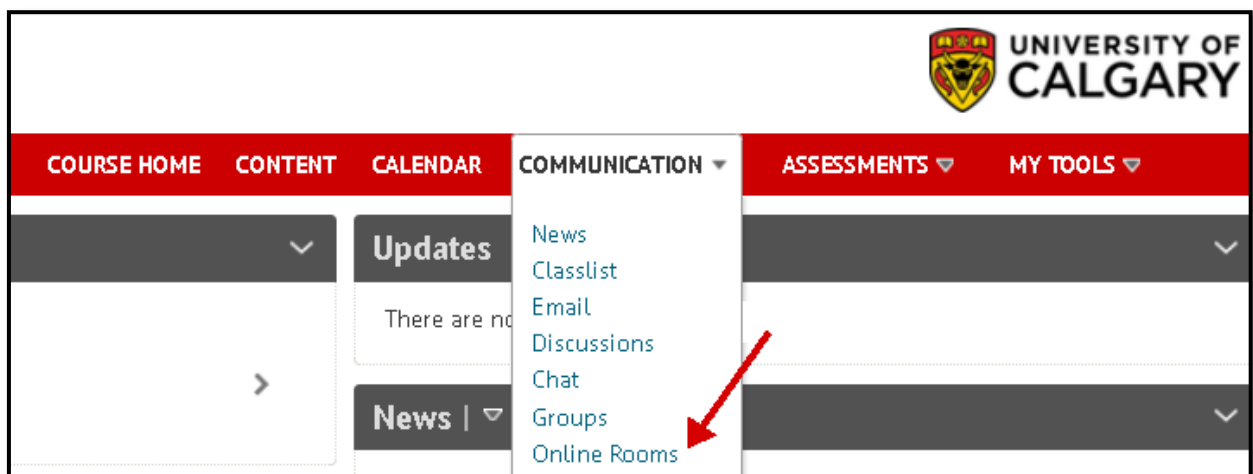 UNIVERSITY OF
CALGARY
COURSE HOME CONTENT CALENDAR COMMUNICATION ASSESSMENTS MY TOOLS
Updates
There are
News
Classlist
Email
Discussions
Chat
Groups
Online Rooms
News |